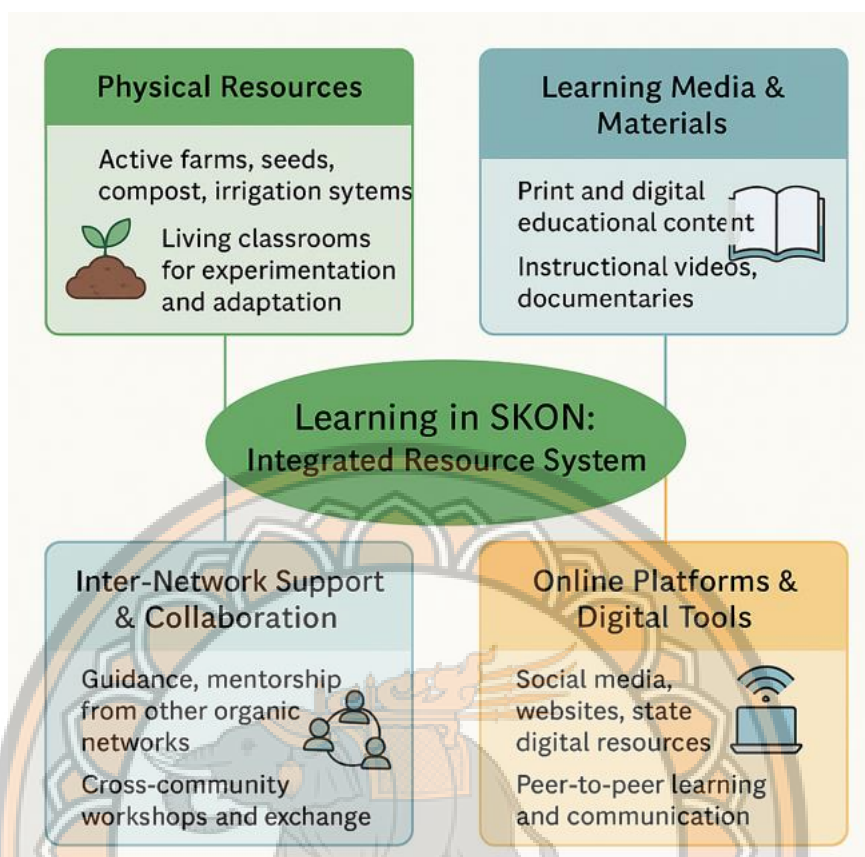 Physical Resources
Active farms, seeds,
compost, irrigation sytems
Living classrooms
for experimentation
and adaptation
Learning Media &
Materials
Print and digital
educational content
Instructional videos,
documentaries
Learning in SKON:
Integrated Resource System
Inter-Network Support
& Collaboration
Guidance, mentorship
from other organic
networks
Cross-community
workshops and exchange
Online Platforms &
Digital Tools
Social media,
websites, state
digital resources
Peer-to-peer learning
and communication